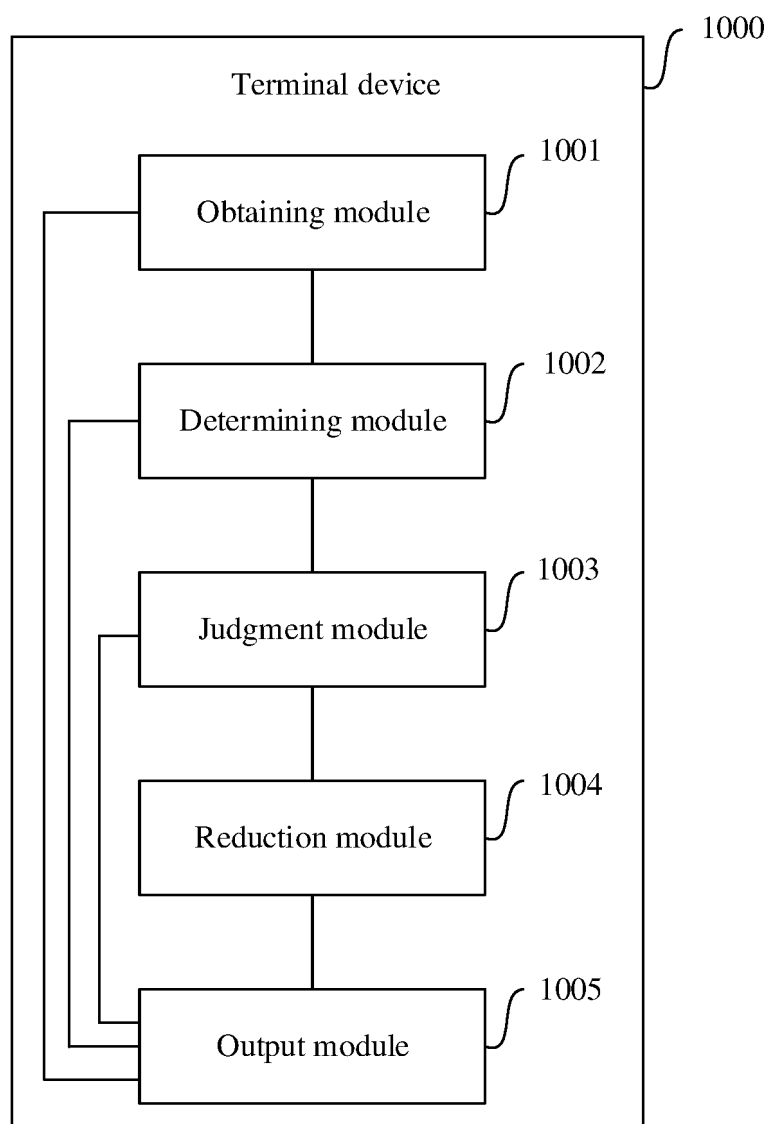 1000
Terminal device
1001
Obtaining module
1002
Determining module
1003
Judgment module
1004
Reduction module
1005
Output module